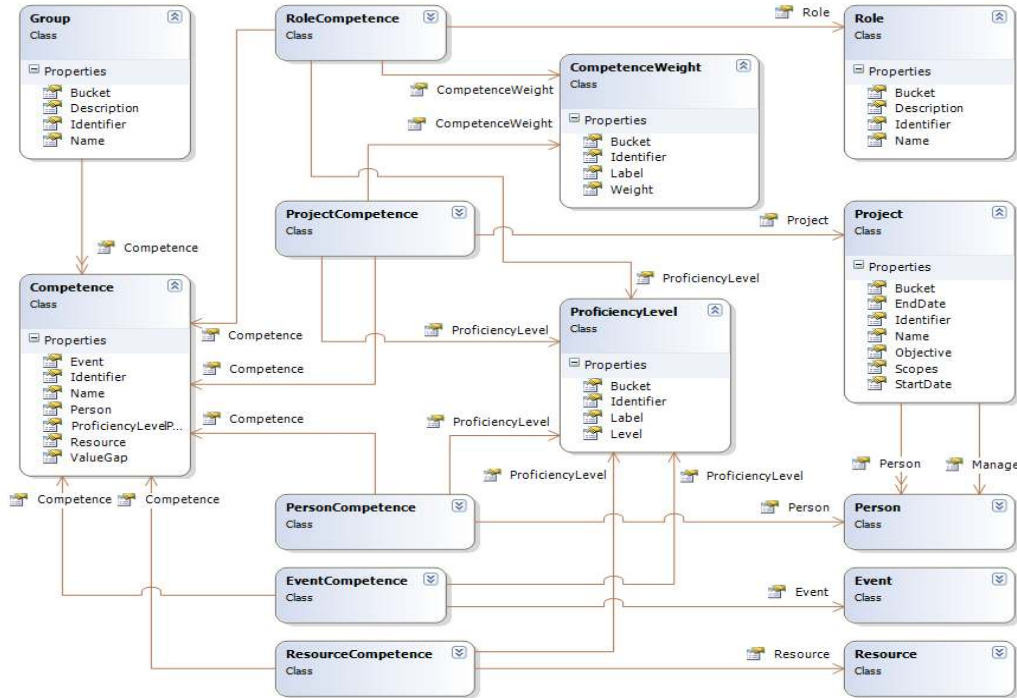 Group
Class
Properties
Bucket
Description
Identifier
Name
Competence
Competence
Class
Properties
Event
Identifier
Name
Person
ProficiencyLevelP...
Resource
ValueGap
Competence
Competence
RoleCompetence
Class
Role
CompetenceWeight
CompetenceWeight
CompetenceWeight
Class
Properties
Bucket
Identifier
Label
Weight
Role
Class
Properties
Bucket
Description
Identifier
Name
ProjectCompetence
Class
Project
ProficiencyLevel
Competence
ProficiencyLevel
Competence
Competence
ProficiencyLevel
ProficiencyLevel
Class
Properties
Bucket
Identifier
Label
Level
ProficiencyLevel
ProficiencyLevel
Project
Class
Properties
Bucket
EndDate
Identifier
Name
Objective
Scopes
StartDate
Person
Manage
PersonCompetence
Class
Person
Person
Class
EventCompetence
Class
Event
Event
Class
ResourceCompetence
Class
Resource
Resource
Class